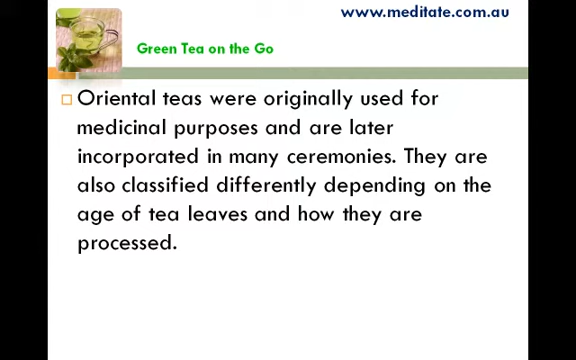 www.meditate.com.au
Green Tea on the Go
Oriental teas were originally used for
medicinal purposes and are later
incorporated in many ceremonies. They are
also classified differently depending on the
age of tea leaves and how they are
processed.